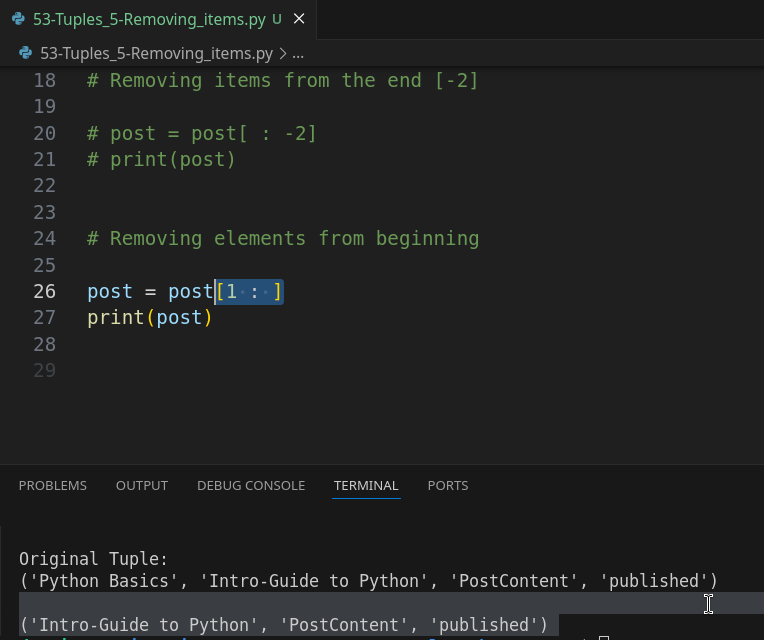 53-Tuples_5-Removing_items.py U ×
53-Tuples_5-Removing_items.py > ...
18 # Removing items from the end [-2]
19
20 # post = post[ : -2]
21 # print(post)
22
23
24 # Removing elements from beginning
25
26 post = post[1 : ]
27 print(post)
28
29
PROBLEMS OUTPUT DEBUG CONSOLE TERMINAL PORTS
Original Tuple:
('Python Basics', 'Intro-Guide to Python', 'PostContent', 'published')
('Intro-Guide to Python', 'PostContent', 'published')